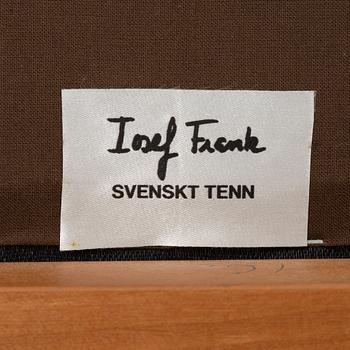 Josef Frank
SVENSKT TENN